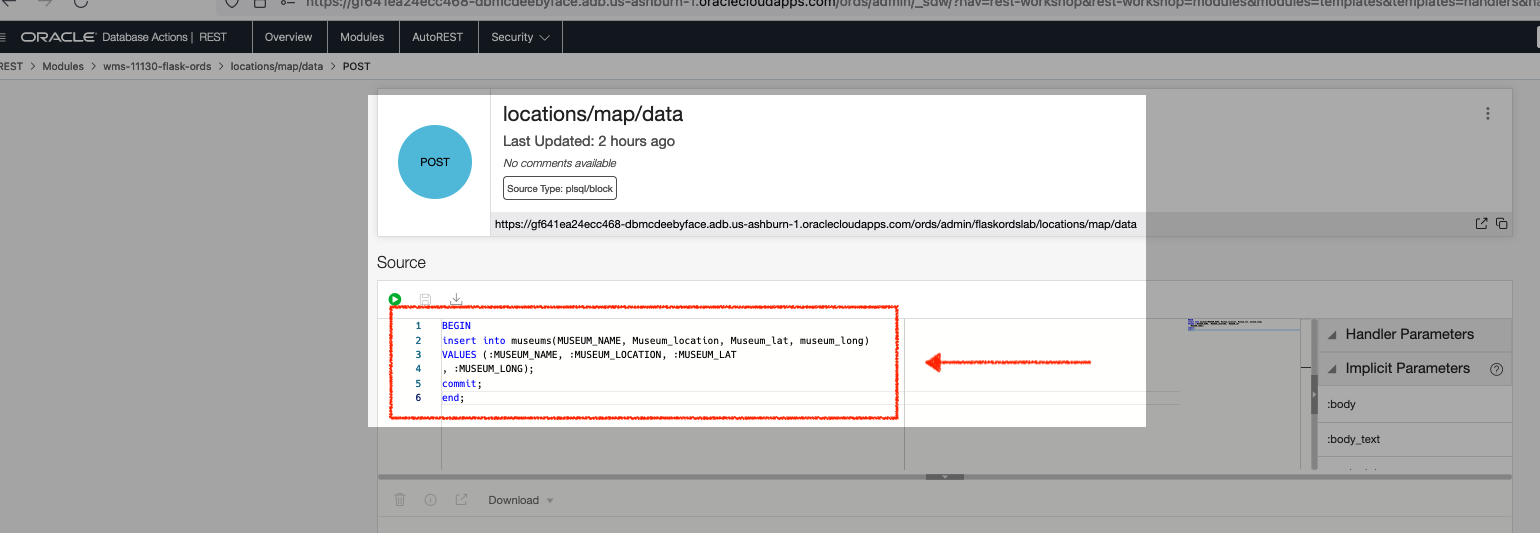 https://gf641ea24ecc468-dbmcdeebyface.adb.us-ashburn-1.oraclecloudapps.com/ords/admin/_sdw/?nav=rest-workshop&rest-workshop=modules&modules=templates&templates=handlers&ha
ORACLE Database Actions | REST Overview Modules AutoREST Security
REST > Modules > wms-11130-flask-ords > locations/map/data > POST
locations/map/data
Last Updated: 2 hours ago
POST
No comments available
Source Type: plsql/block
https://gf641ea24ecc468-dbmcdeebyface.adb.us-ashburn-1.oraclecloudapps.com/ords/admin/flaskordslab/locations/map/data
Source
1 BEGIN
2 insert into museums(MUSEUM_NAME, Museum_location, Museum_lat, museum_long)
3 VALUES (:MUSEUM_NAME, :MUSEUM_LOCATION, :MUSEUM_LAT
4 , :MUSEUM_LONG);
5 commit;
6 end;
Handler Parameters
Implicit Parameters
:body
:body_text
Download